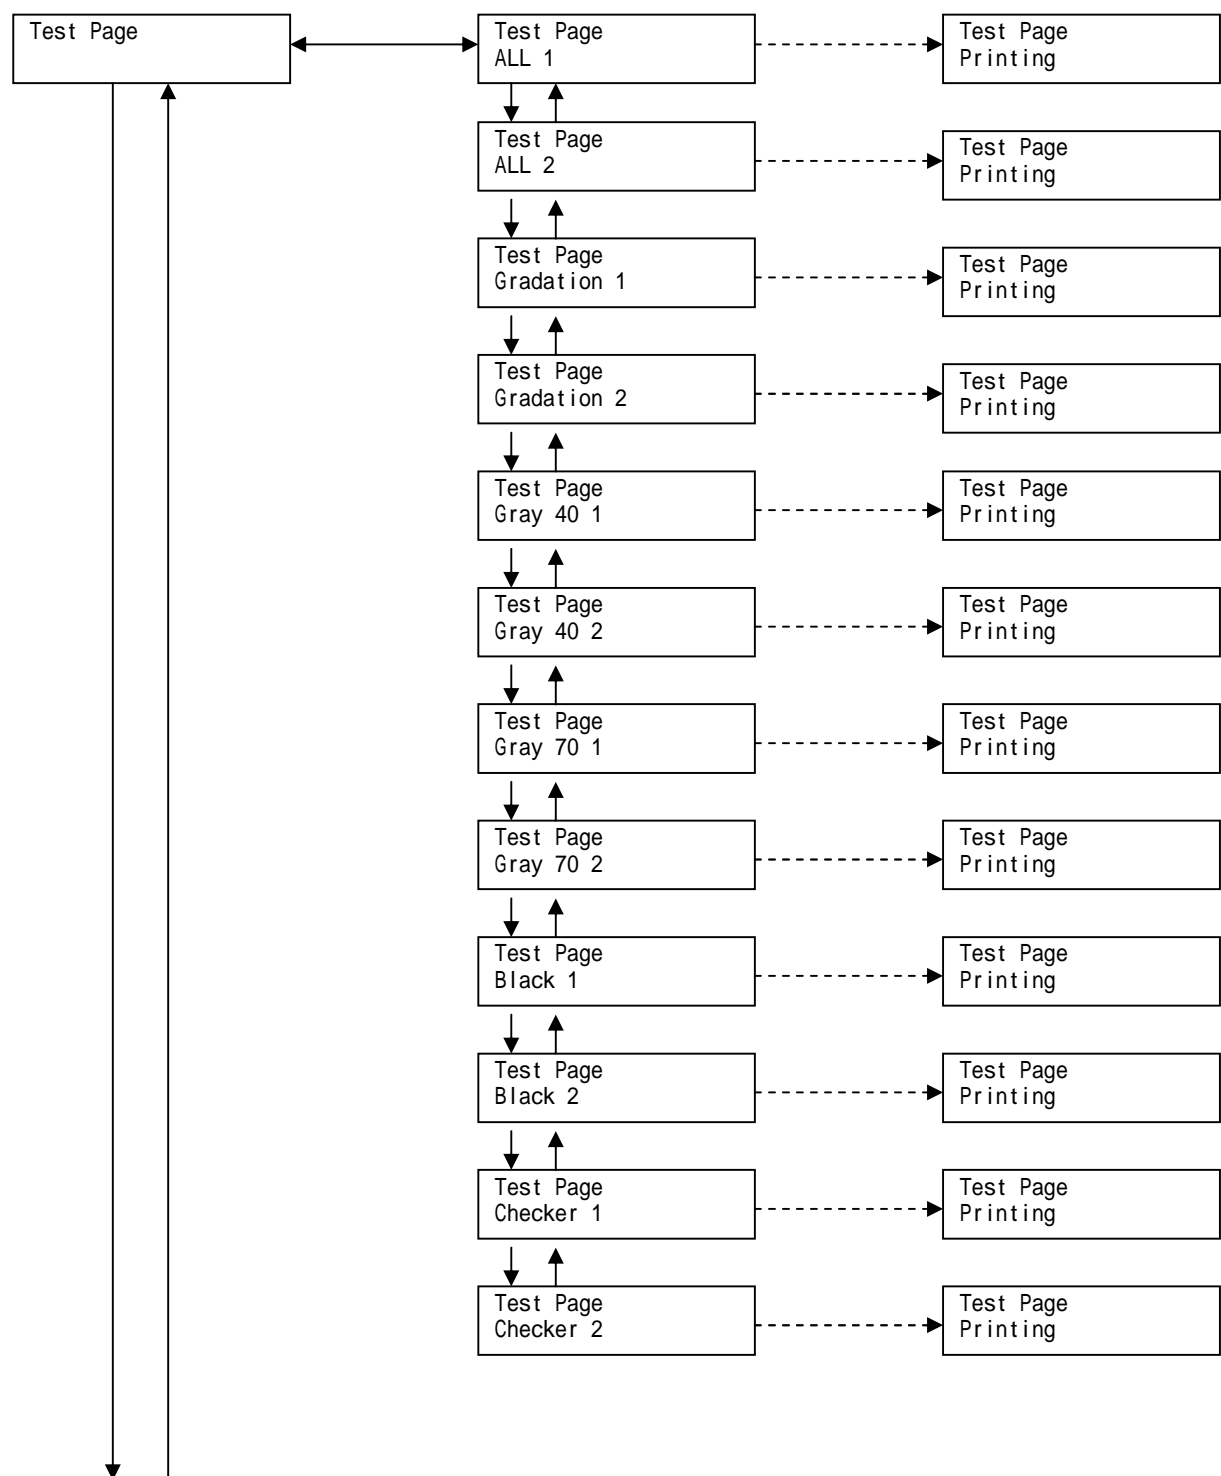 Test Page
Test Page
ALL 1
Test Page
Printing
Test Page
ALL 2
Test Page
Printing
Test Page
Gradation 1
Test Page
Printing
Test Page
Gradation 2
Test Page
Printing
Test Page
Gray 40 1
Test Page
Printing
Test Page
Gray 40 2
Test Page
Printing
Test Page
Gray 70 1
Test Page
Printing
Test Page
Gray 70 2
Test Page
Printing
Test Page
Black 1
Test Page
Printing
Test Page
Black 2
Test Page
Printing
Test Page
Checker 1
Test Page
Printing
Test Page
Checker 2
Test Page
Printing